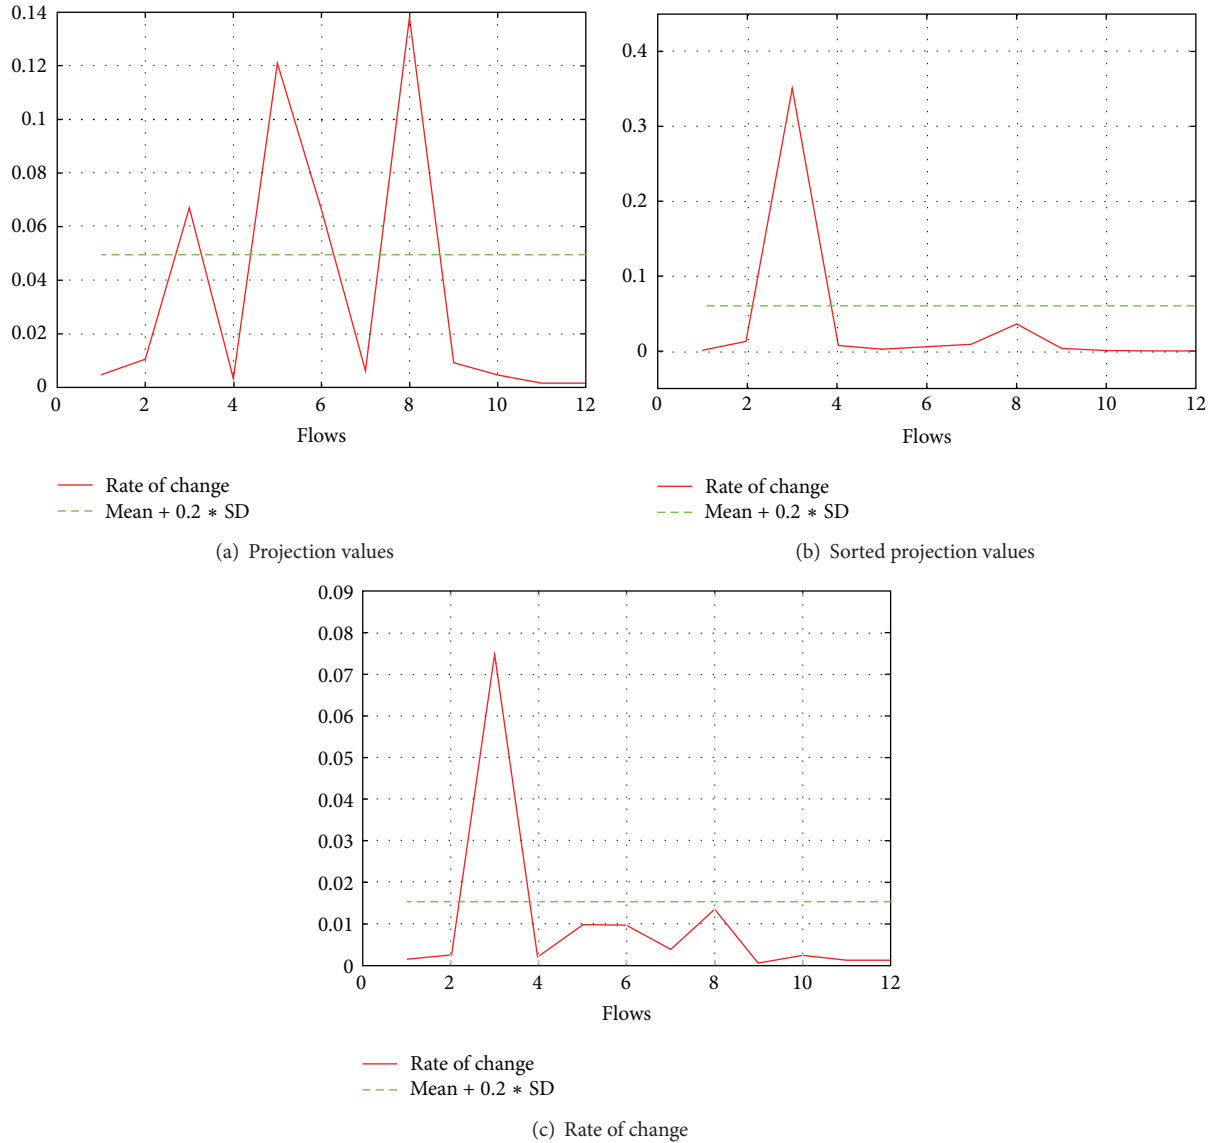 0.14
0.12
0.1
0.08
0.06
0.04
0.02
0
0 2 4 6 8 10 12
Flows
Rate of change
Mean + 0.2 ∗ SD
(a) Projection values
0.4
0.3
0.2
0.1
0
0 2 4 6 8 10 12
Flows
Rate of change
Mean + 0.2 ∗ SD
(b) Sorted projection values
0.09
0.08
0.07
0.06
0.05
0.04
0.03
0.02
0.01
0
0 2 4 6 8 10 12
Flows
Rate of change
Mean + 0.2 ∗ SD
(c) Rate of change